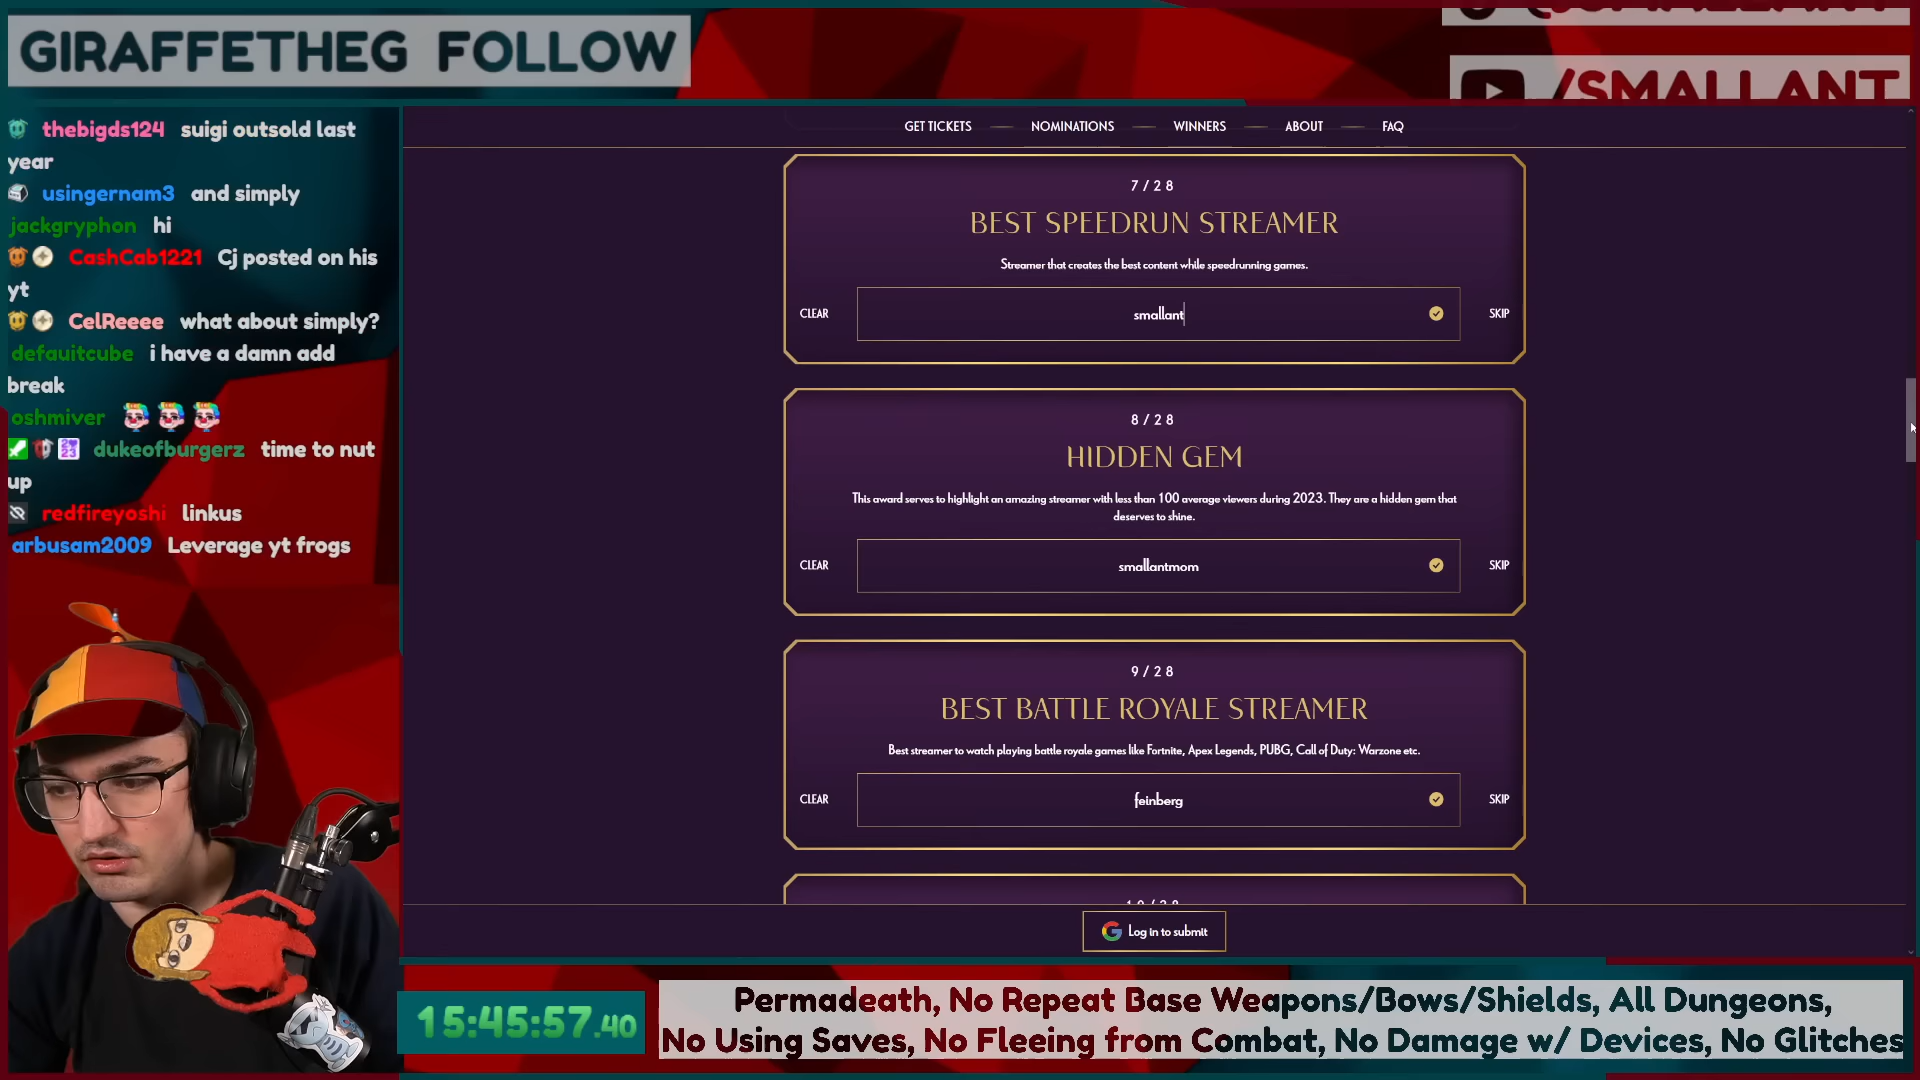 GIRAFFETHEG FOLLOW
/SMALLANT
thebigds124 suigi outsold last
year
usingernam3 and simply
jackgryphon hi
CashCab1221 Cj posted on his
yt
CelReeee what about simply?
defauitcube i have a damn add
break
oshmiver
dukeofburgerz time to nut
up
redfireyoshi linkus
arbusam2009 Leverage yt frogs
GET TICKETS NOMINATIONS WINNERS ABOUT FAQ
7/28
BEST SPEEDRUN STREAMER
Streamer that creates the best content while speedrunning games.
CLEAR smallant SKIP
8/28
HIDDEN GEM
This award serves to highlight an amazing streamer with less than 100 average viewers during 2023. They are a hidden gem that
deserves to shine.
CLEAR smallantmom SKIP
9/28
BEST BATTLE ROYALE STREAMER
Best streamer to watch playing battle royale games like Fortnite, Apex Legends, PUBG, Call of Duty: Warzone etc.
CLEAR feinberg SKIP
Log in to submit
15:45:57.40
Permadeath, No Repeat Base Weapons/Bows/Shields, All Dungeons,
No Using Saves, No Fleeing from Combat, No Damage w/ Devices, No Glitches